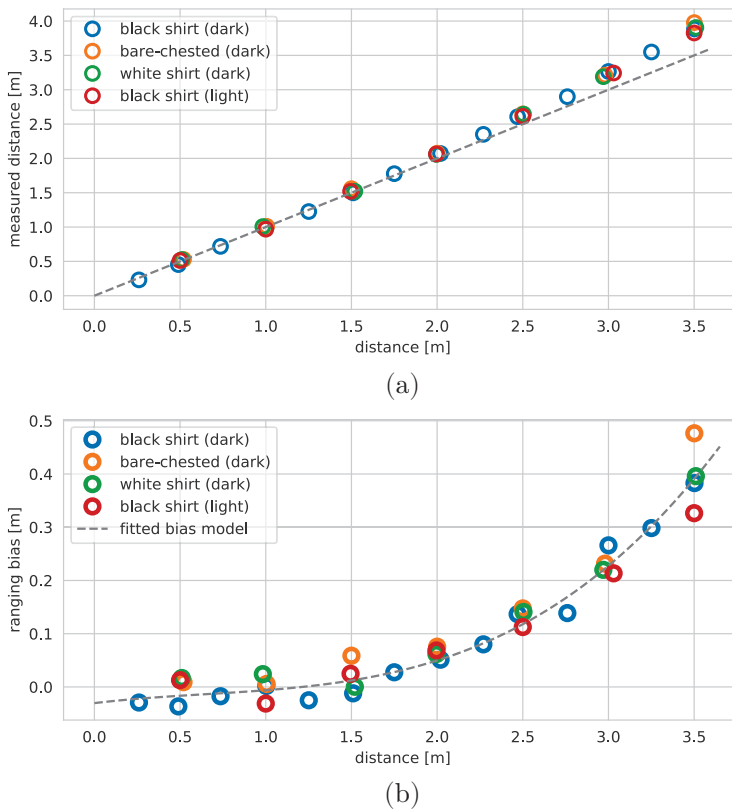 4.0
3.5
3.0
2.5
2.0
1.5
1.0
0.5
0.0
measured distance [m]
black shirt (dark)
bare-chested (dark)
white shirt (dark)
black shirt (light)
0.0 0.5 1.0 1.5 2.0 2.5 3.0 3.5
distance [m]
(a)
0.5
0.4
0.3
0.2
0.1
0.0
ranging bias [m]
black shirt (dark)
bare-chested (dark)
white shirt (dark)
black shirt (light)
fitted bias model
0.0 0.5 1.0 1.5 2.0 2.5 3.0 3.5
distance [m]
(b)